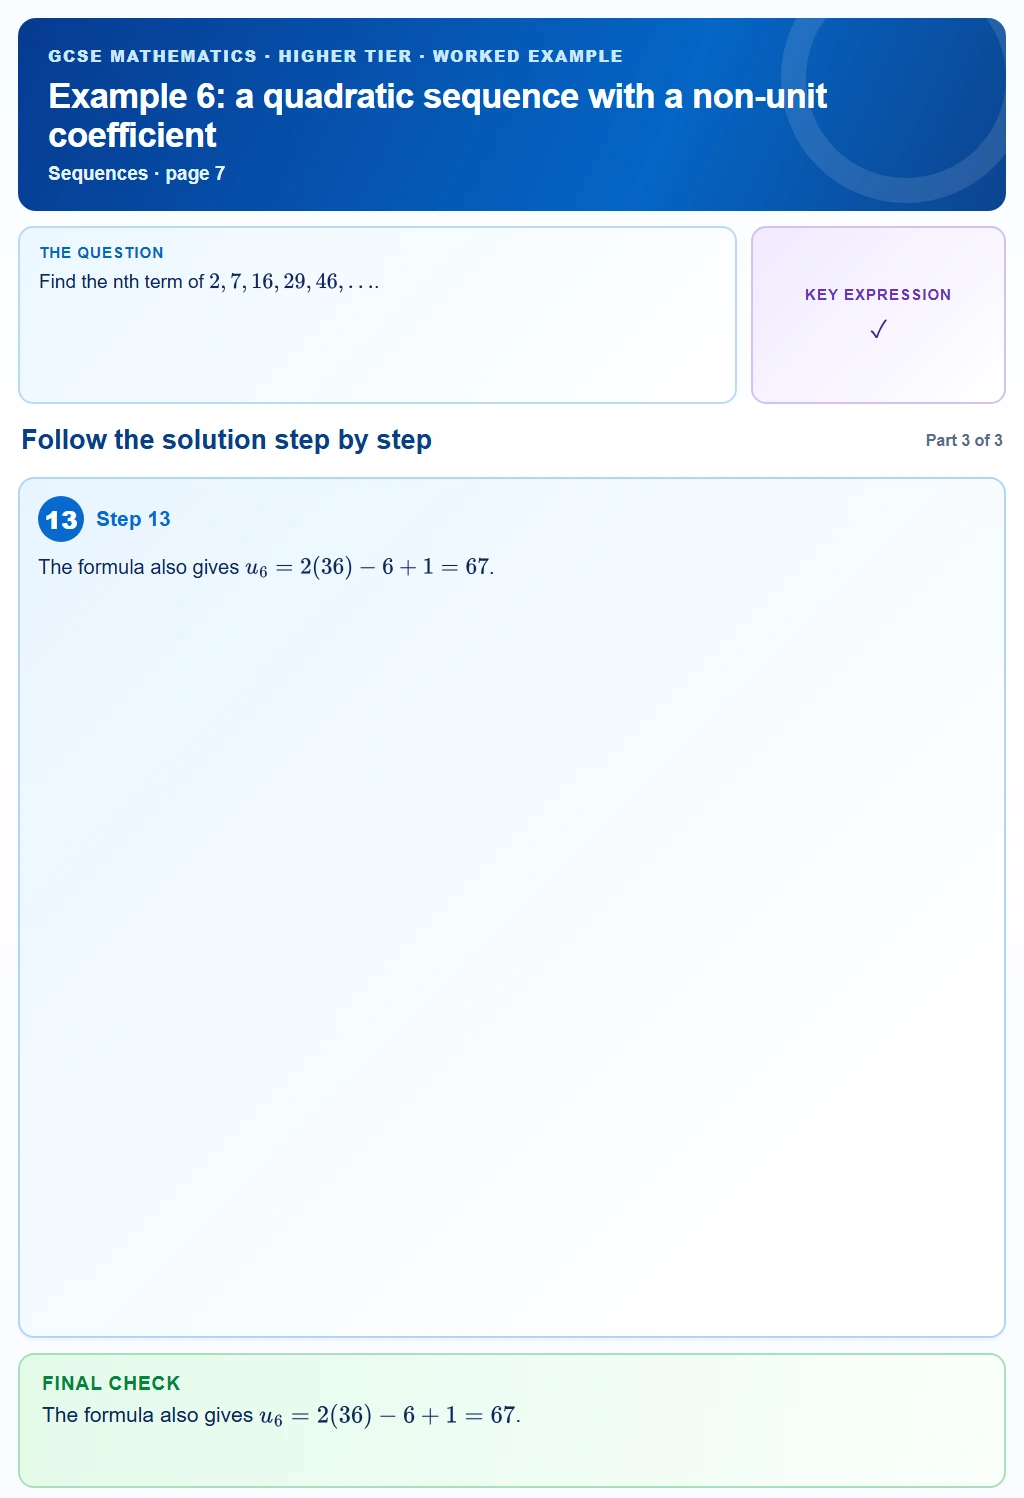 GCSE MATHEMATICS · HIGHER TIER · WORKED EXAMPLE
Example 6: a quadratic sequence with a non-unit
coefficient
Sequences · page 7
THE QUESTION
Find the nth term of 2, 7, 16, 29, 46, . . ..
KEY EXPRESSION
✓
Follow the solution step by step
Part 3 of 3
13 Step 13
The formula also gives u₆ = 2(36) − 6 + 1 = 67.
FINAL CHECK
The formula also gives u₆ = 2(36) − 6 + 1 = 67.